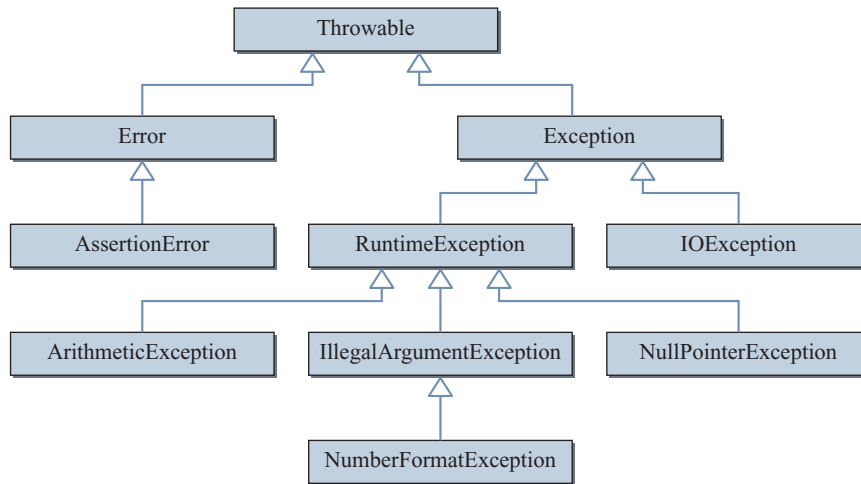 Throwable
Error
Exception
AssertionError
RuntimeException
IOException
ArithmeticException
IllegalArgumentException
NullPointerException
NumberFormatException